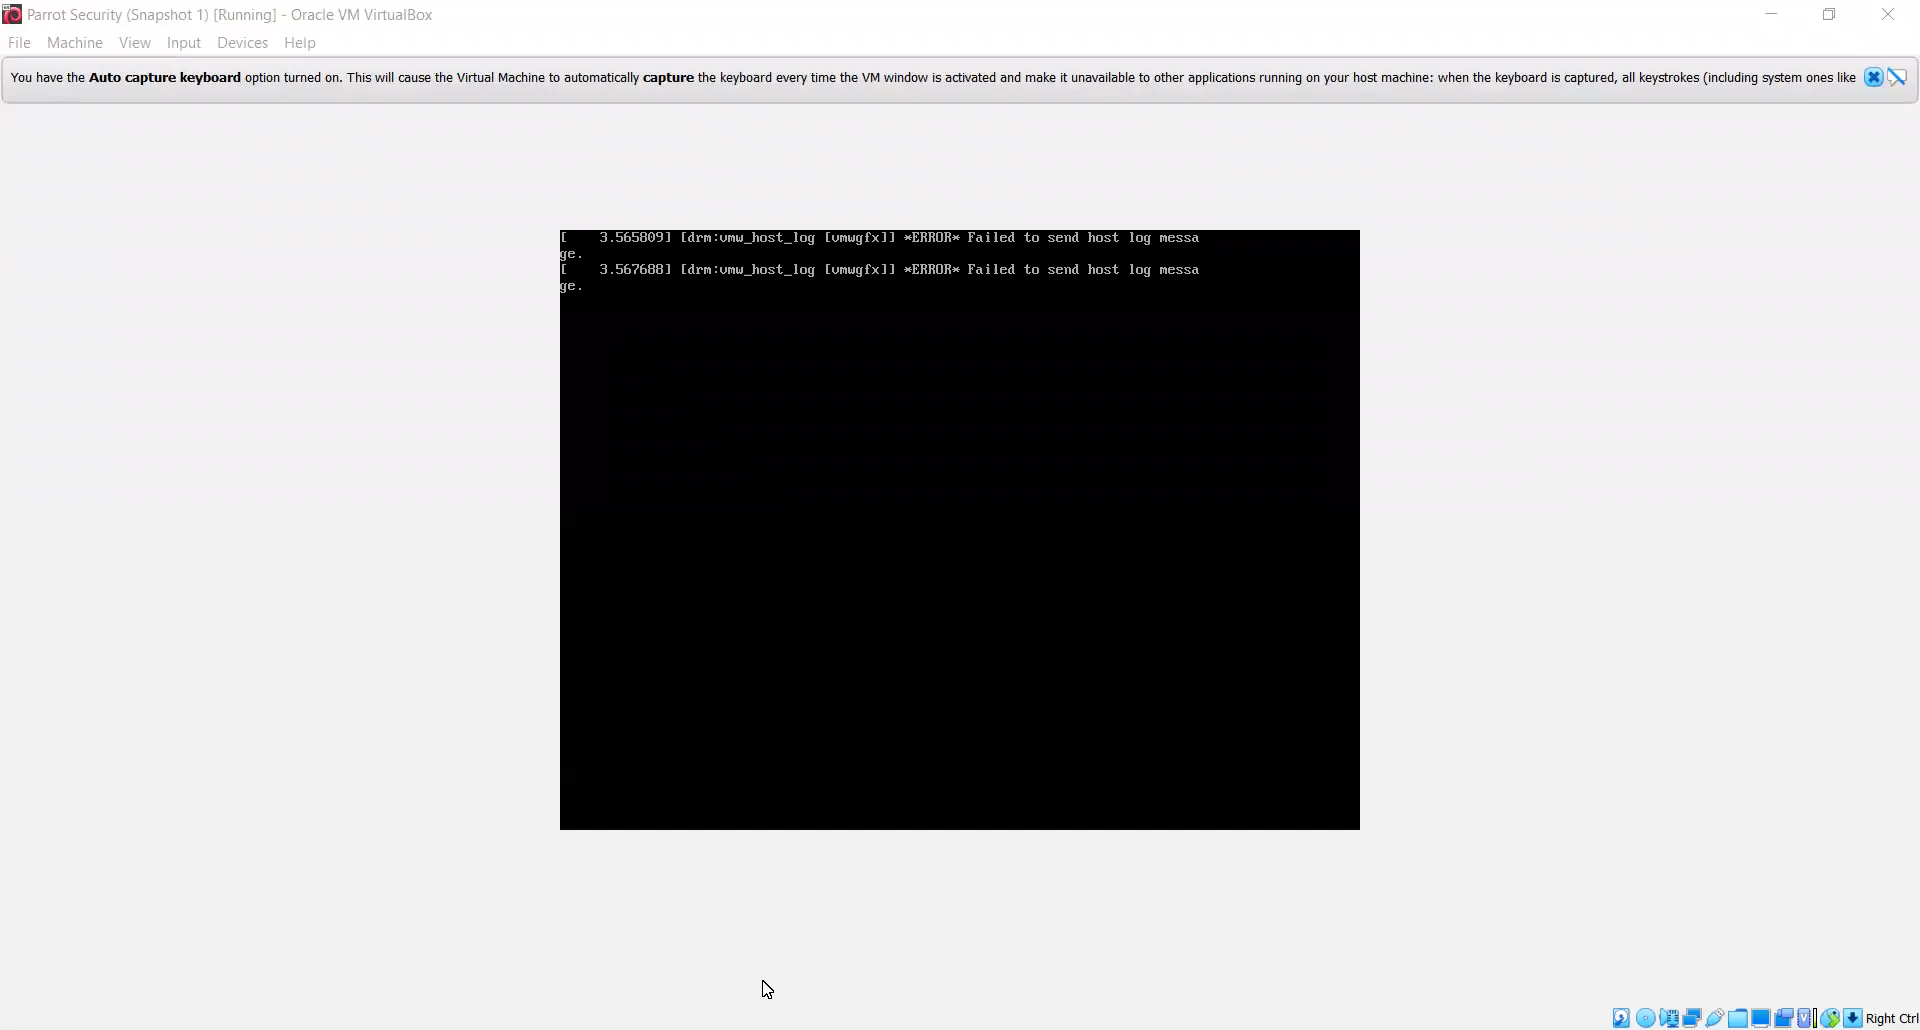 Parrot Security (Snapshot 1) [Running] - Oracle VM VirtualBox
File Machine View Input Devices Help
You have the Auto capture keyboard option turned on. This will cause the Virtual Machine to automatically capture the keyboard every time the VM window is activated and make it unavailable to other applications running on your host machine: when the keyboard is captured, all keystrokes (including system ones like
[    3.565809] [drm:vmw_host_log [vmwgfx]] *ERROR* Failed to send host log messa
ge.
[    3.567688] [drm:vmw_host_log [vmwgfx]] *ERROR* Failed to send host log messa
ge.
Right Ctrl